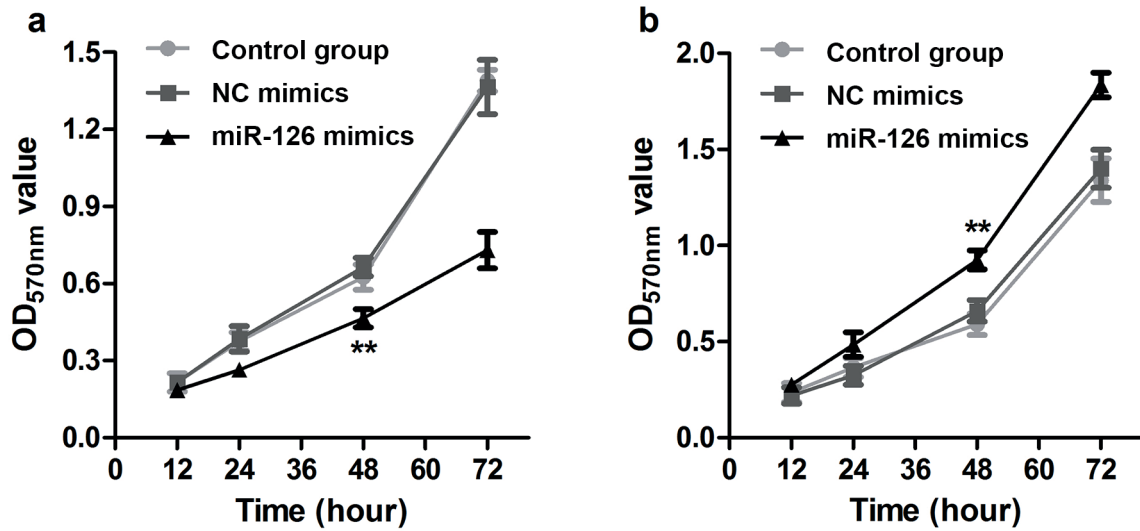 a
Control group
NC mimics
miR-126 mimics
1.5
1.2
0.9
0.6
0.3
0.0
OD570nm value
**
0 12 24 36 48 60 72
Time (hour)
b
Control group
NC mimics
miR-126 mimics
2.0
1.5
1.0
0.5
0.0
OD570nm value
**
0 12 24 36 48 60 72
Time (hour)